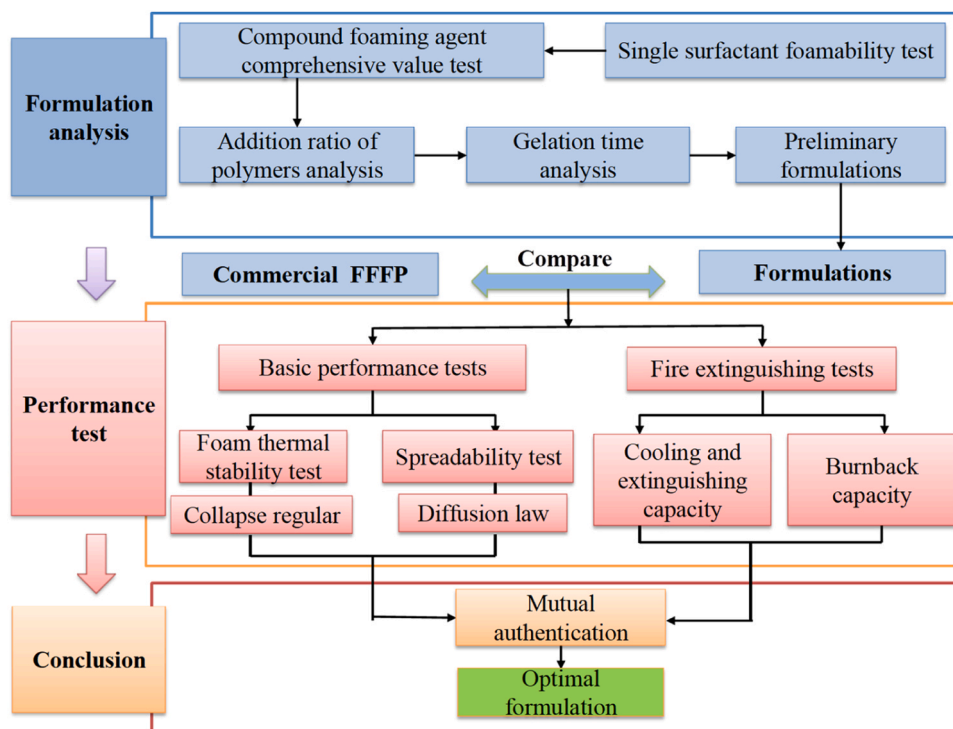 Formulation
analysis
Compound foaming agent
comprehensive value test
Single surfactant foamability test
Addition ratio of
polymers analysis
Gelation time
analysis
Preliminary
formulations
Commercial FFFP
Compare
Formulations
Performance
test
Basic performance tests
Fire extinguishing tests
Foam thermal
stability test
Spreadability test
Cooling and
extinguishing
capacity
Burnback
capacity
Collapse regular
Diffusion law
Conclusion
Mutual
authentication
Optimal
formulation